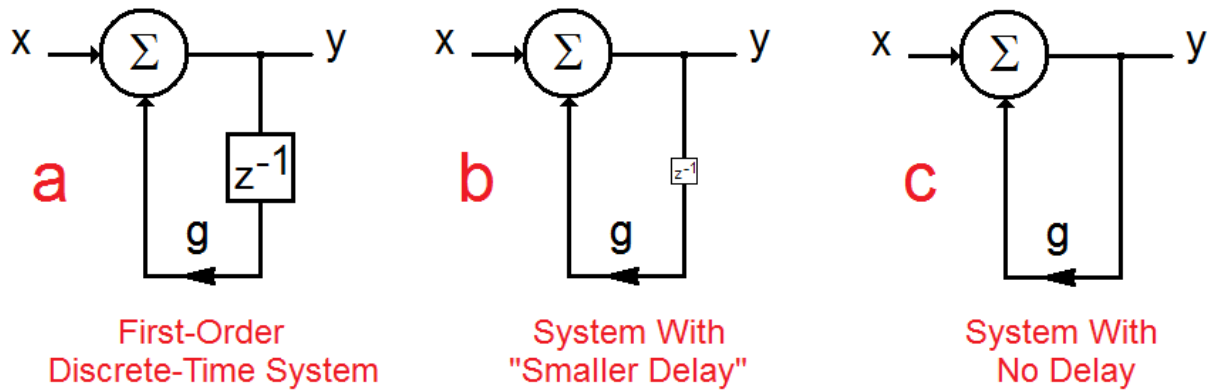 x Σ y
z⁻¹
a
g
First-Order
Discrete-Time System
x Σ y
z⁻¹
b
g
System With
"Smaller Delay"
x Σ y
c
g
System With
No Delay